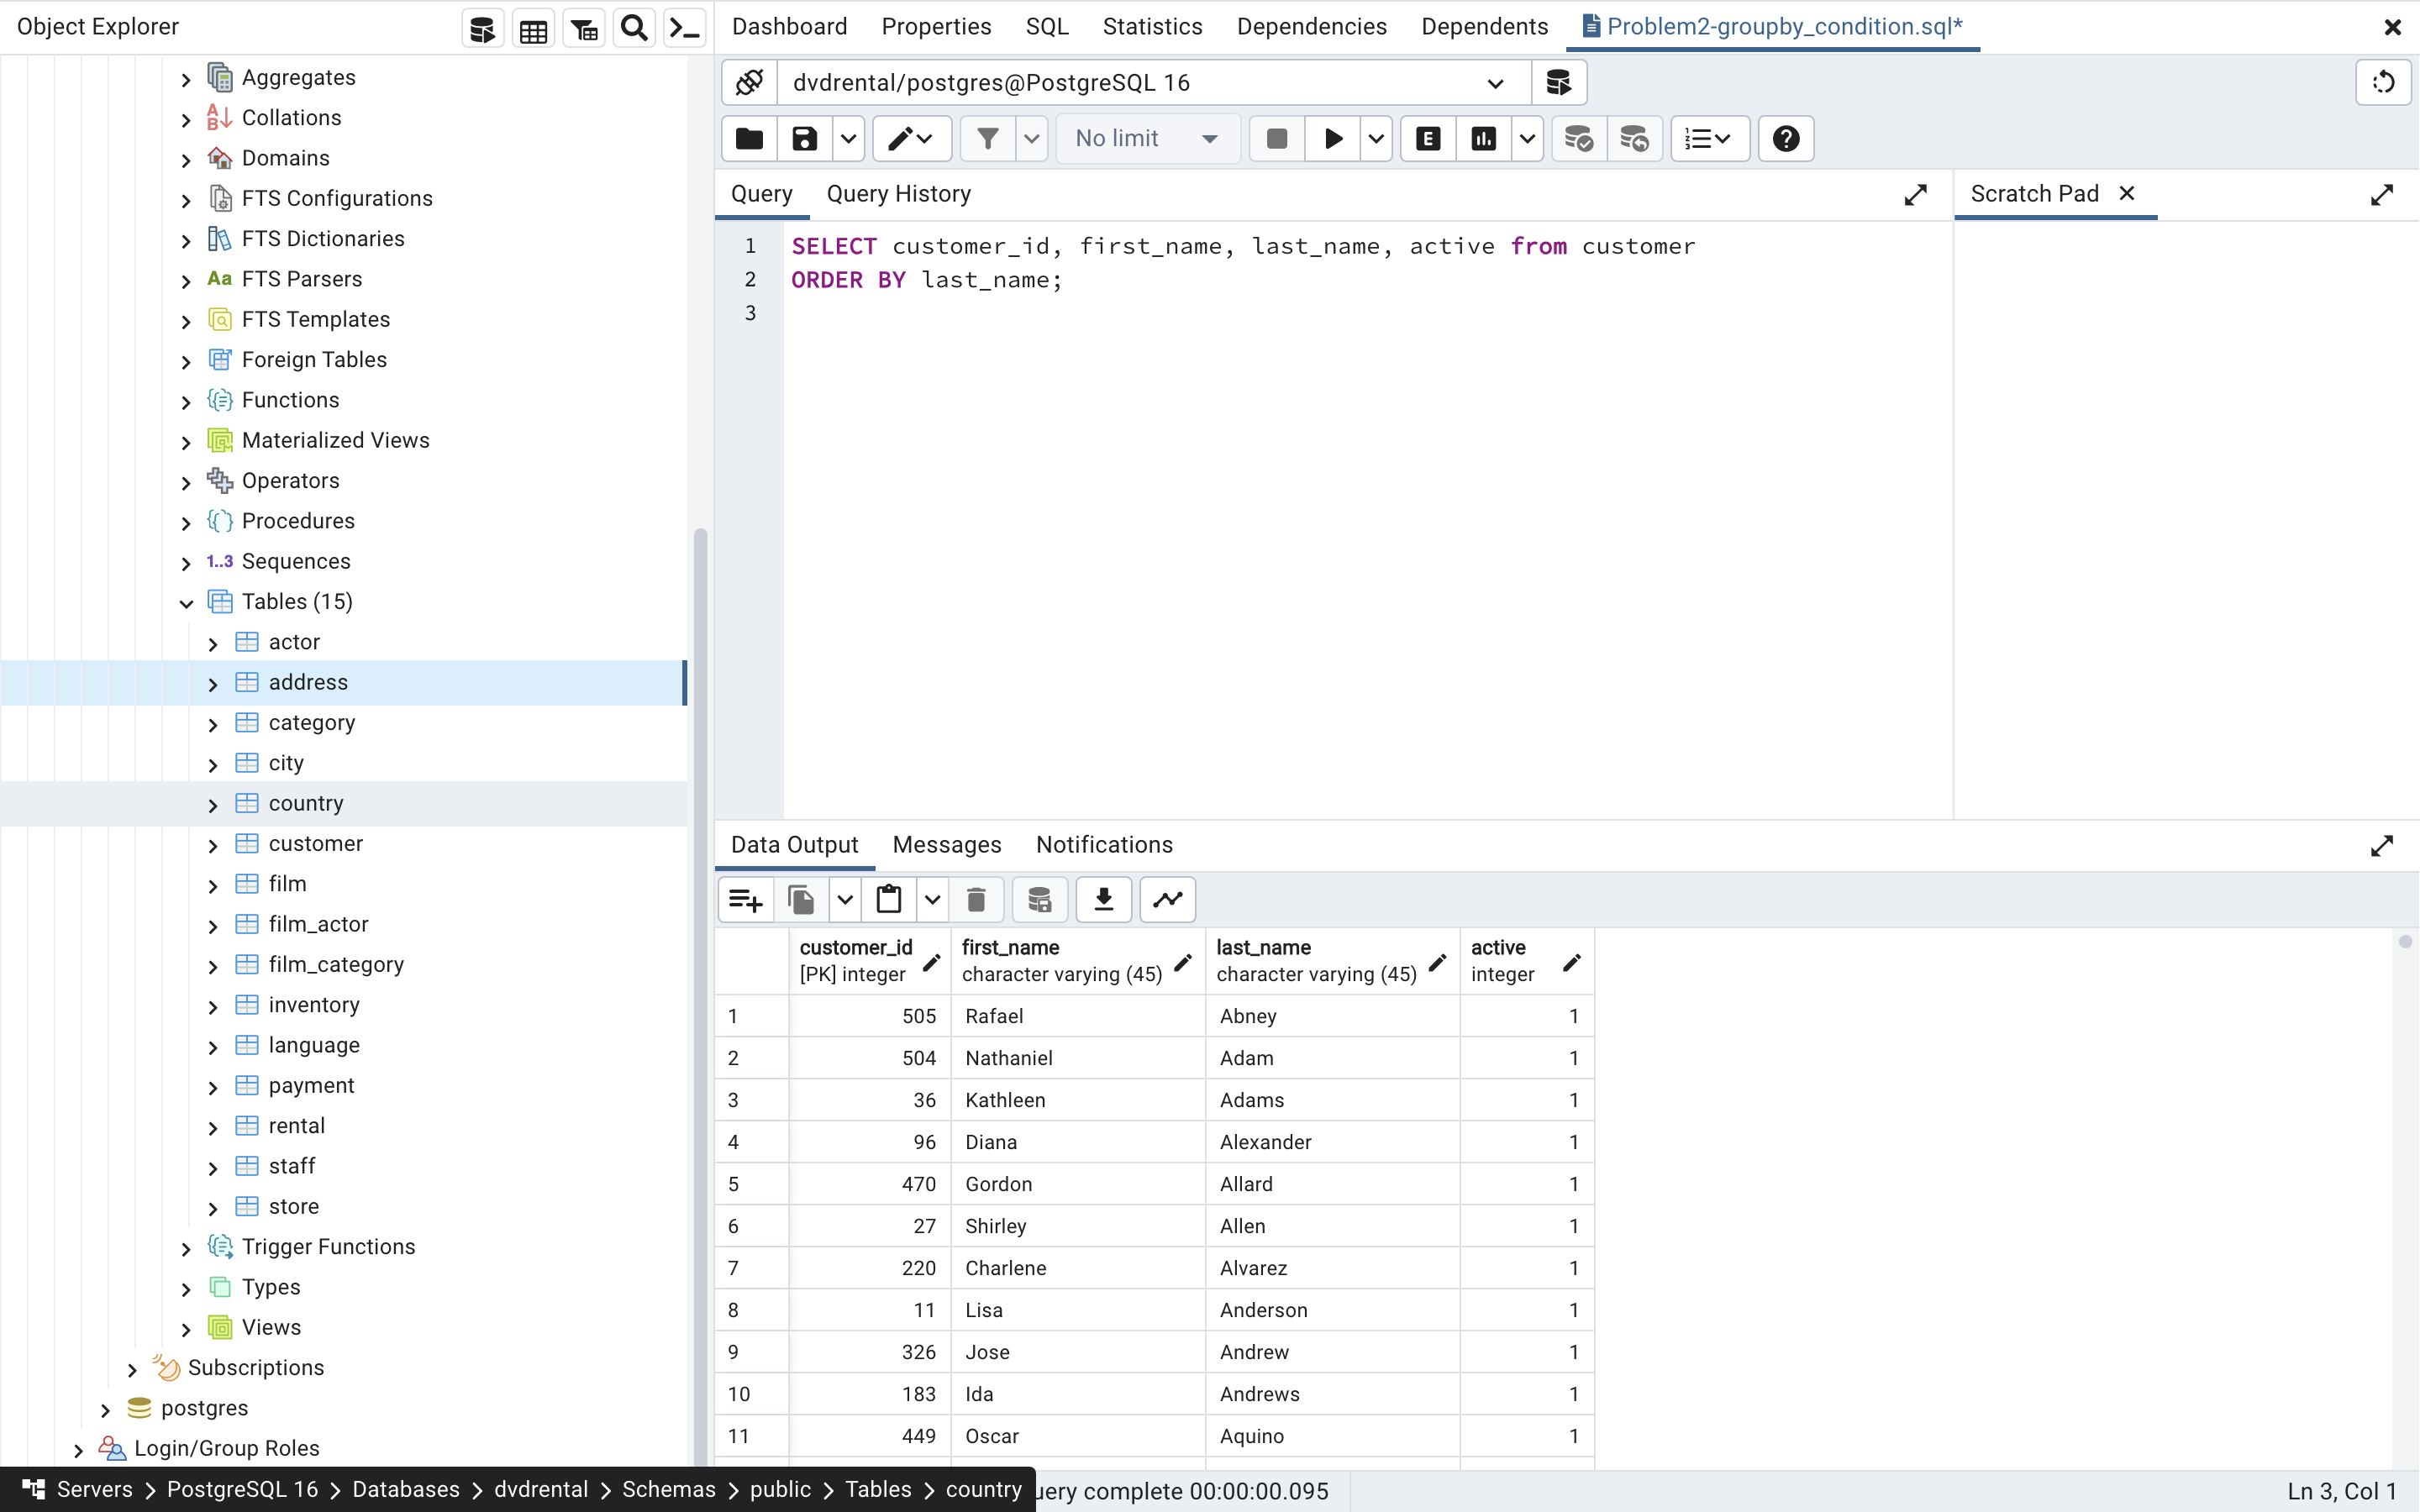 Object Explorer
Dashboard Properties SQL Statistics Dependencies Dependents Problem2-groupby_condition.sql*
Aggregates
AB Collations
Domains
FTS Configurations
FTS Dictionaries
Aa FTS Parsers
FTS Templates
Foreign Tables
Functions
Materialized Views
Operators
Procedures
1..3 Sequences
Tables (15)
actor
address
category
city
country
customer
film
film_actor
film_category
inventory
language
payment
rental
staff
store
Trigger Functions
Types
Views
Subscriptions
postgres
Login/Group Roles
dvdrental/postgres@PostgreSQL 16
No limit E
Query Query History
Scratch Pad
1 SELECT customer_id, first_name, last_name, active from customer
2 ORDER BY last_name;
3
Data Output Messages Notifications
customer_id first_name last_name active
[PK] integer character varying (45) character varying (45) integer
1 505 Rafael Abney 1
2 504 Nathaniel Adam 1
3 36 Kathleen Adams 1
4 96 Diana Alexander 1
5 470 Gordon Allard 1
6 27 Shirley Allen 1
7 220 Charlene Alvarez 1
8 11 Lisa Anderson 1
9 326 Jose Andrew 1
10 183 Ida Andrews 1
11 449 Oscar Aquino 1
Servers > PostgreSQL 16 > Databases > dvdrental > Schemas > public > Tables > country
uery complete 00:00:00.095
Ln 3, Col 1